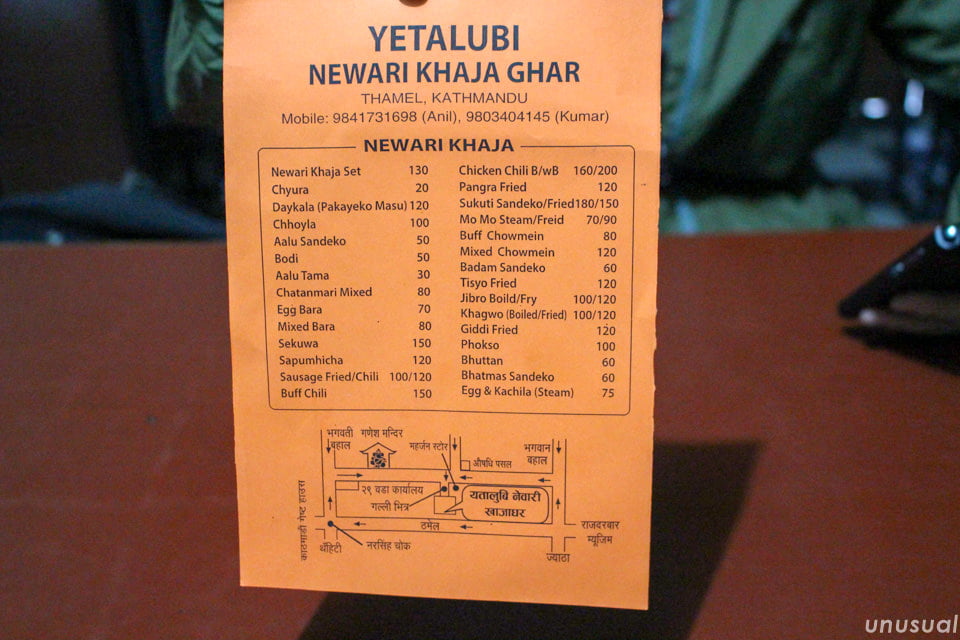 YETALUBI
NEWARI KHAJA GHAR
THAMEL, KATHMANDU
Mobile: 9841731698 (Anil), 9803404145 (Kumar)
NEWARI KHAJA
Newari Khaja Set 130
Chyura 20
Daykala (Pakayeko Masu) 120
Chhoyla 100
Aalu Sandeko 50
Bodi 50
Aalu Tama 30
Chatanmari Mixed 80
Egg Bara 70
Mixed Bara 80
Sekuwa 150
Sapumhicha 120
Sausage Fried/Chili 100/120
Buff Chili 150
Chicken Chili B/wB 160/200
Pangra Fried 120
Sukuti Sandeko/Fried 180/150
Mo Mo Steam/Freid 70/90
Buff Chowmein 80
Mixed Chowmein 120
Badam Sandeko 60
Tisyo Fried 120
Jibro Boild/Fry 100/120
Khagwo (Boiled/Fried) 100/120
Giddi Fried 120
Phokso 100
Bhuttan 60
Bhatmas Sandeko 60
Egg & Kachila (Steam) 75
भगवती
बहाल
गणेश मन्दिर
महर्जन स्टोर
औषधि पसल
भगवान
बहाल
२९ वडा कार्यालय
गल्ली भित्र
यतालुबि नेवारी
खाजाघर
काठमाडौं गेष्ट हाउस
ठमेल
राजदरबार
म्यूजिम
थँहिटी
नरसिंह चोक
ज्याठा
unusual